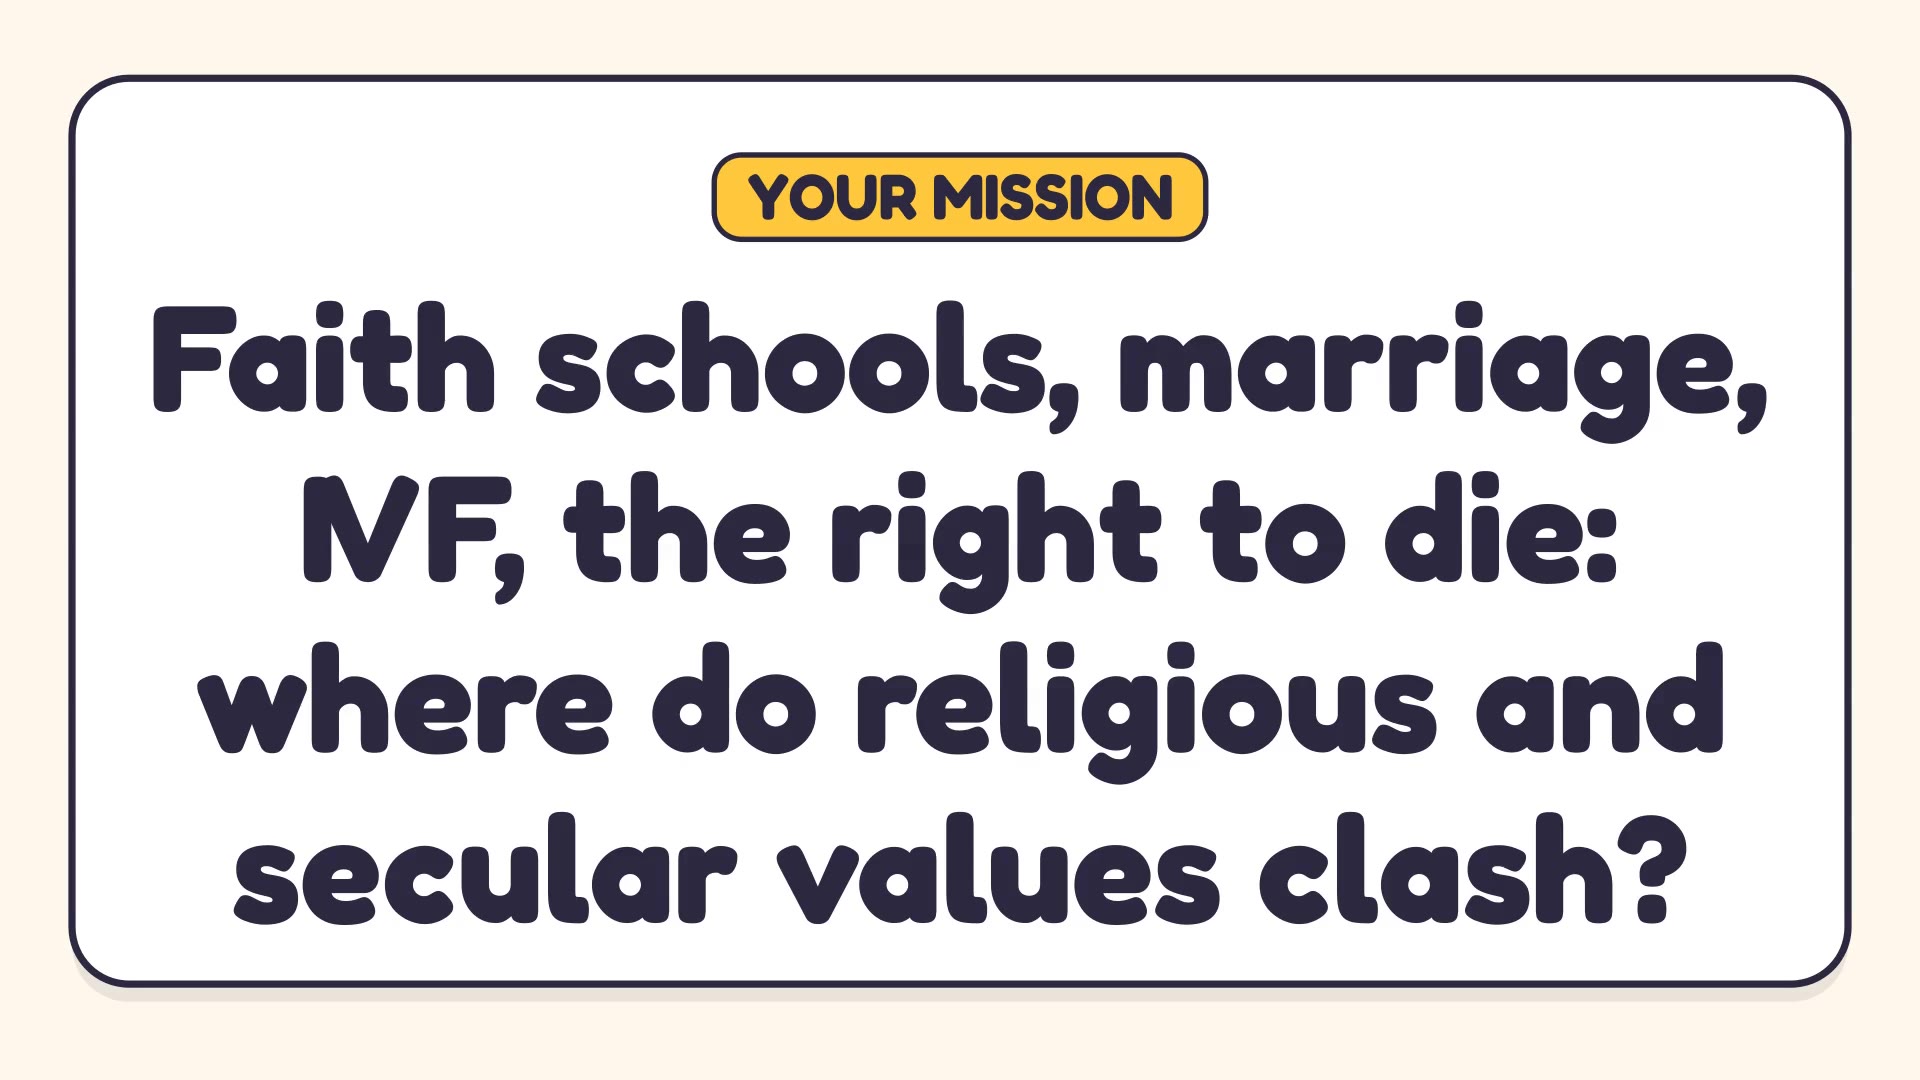 YOUR MISSION
Faith schools, marriage,
IVF, the right to die:
where do religious and
secular values clash?